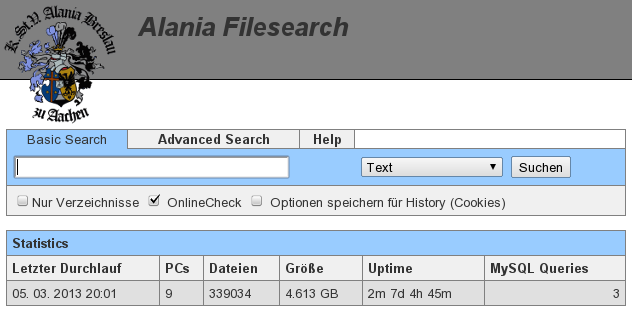 K.St.V. Alania Breslau
zu Aachen
Alania Filesearch
Basic Search Advanced Search Help
Text Suchen
Nur Verzeichnisse OnlineCheck Optionen speichern für History (Cookies)
Statistics
Letzter Durchlauf PCs Dateien Größe Uptime MySQL Queries
05. 03. 2013 20:01 9 339034 4.613 GB 2m 7d 4h 45m 3